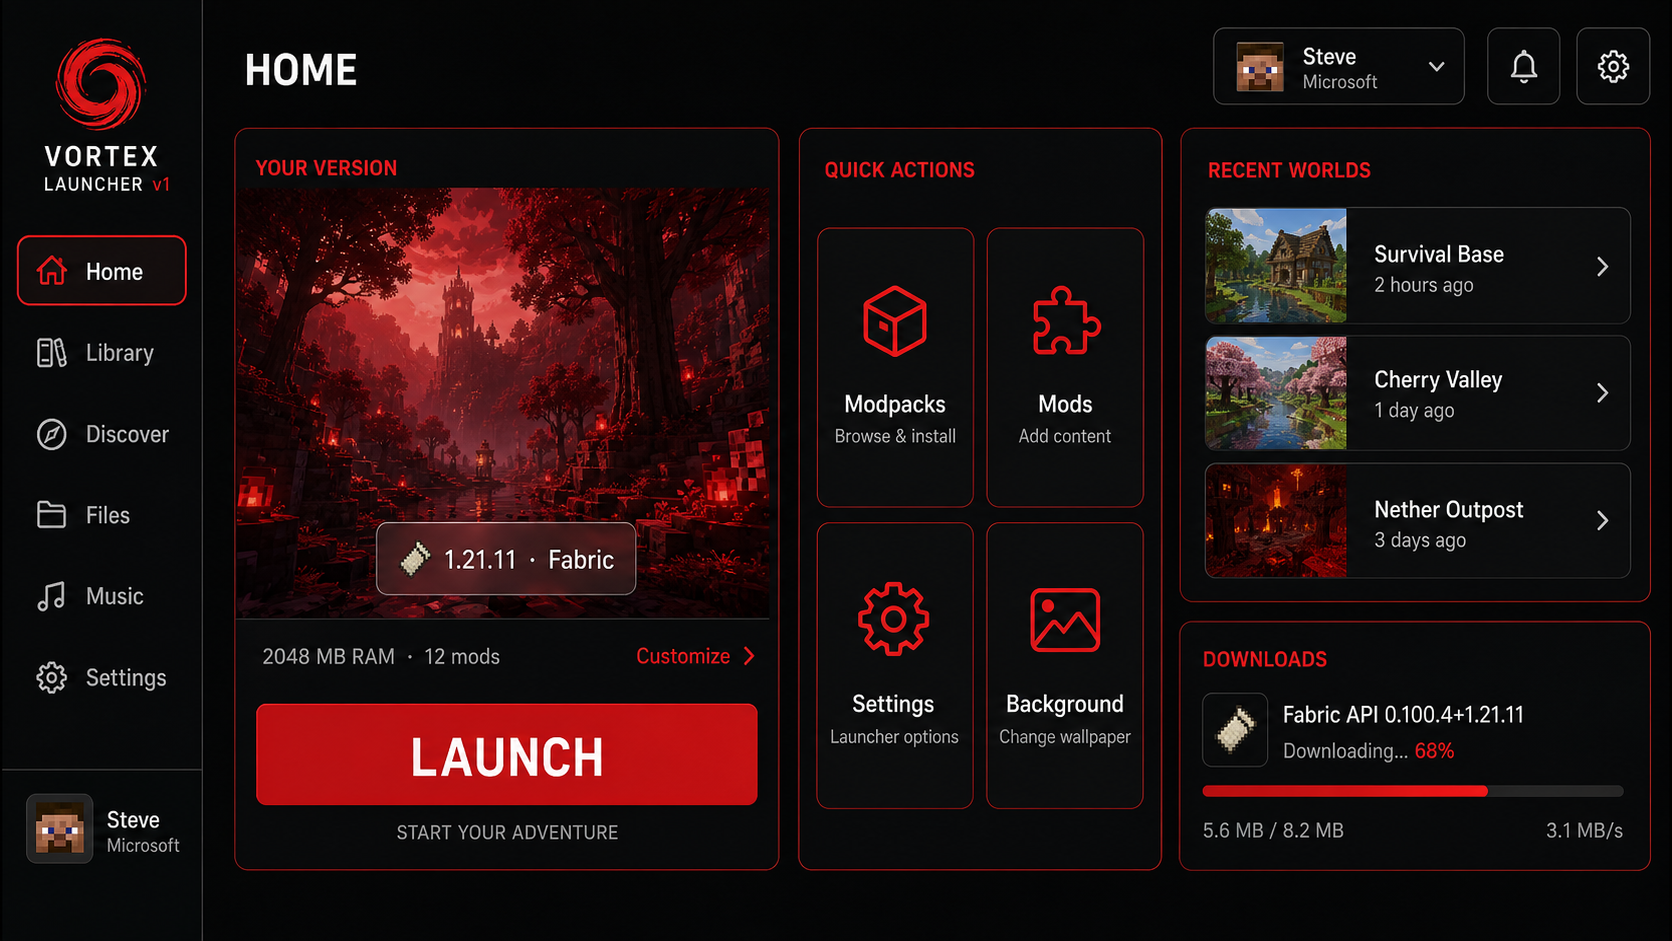 VORTEX
LAUNCHER v1
Home
Library
Discover
Files
Music
Settings
Steve
Microsoft
HOME
Steve
Microsoft
YOUR VERSION
1.21.11 · Fabric
2048 MB RAM · 12 mods
Customize
LAUNCH
START YOUR ADVENTURE
QUICK ACTIONS
Modpacks
Browse & install
Mods
Add content
Settings
Launcher options
Background
Change wallpaper
RECENT WORLDS
Survival Base
2 hours ago
Cherry Valley
1 day ago
Nether Outpost
3 days ago
DOWNLOADS
Fabric API 0.100.4+1.21.11
Downloading... 68%
5.6 MB / 8.2 MB
3.1 MB/s